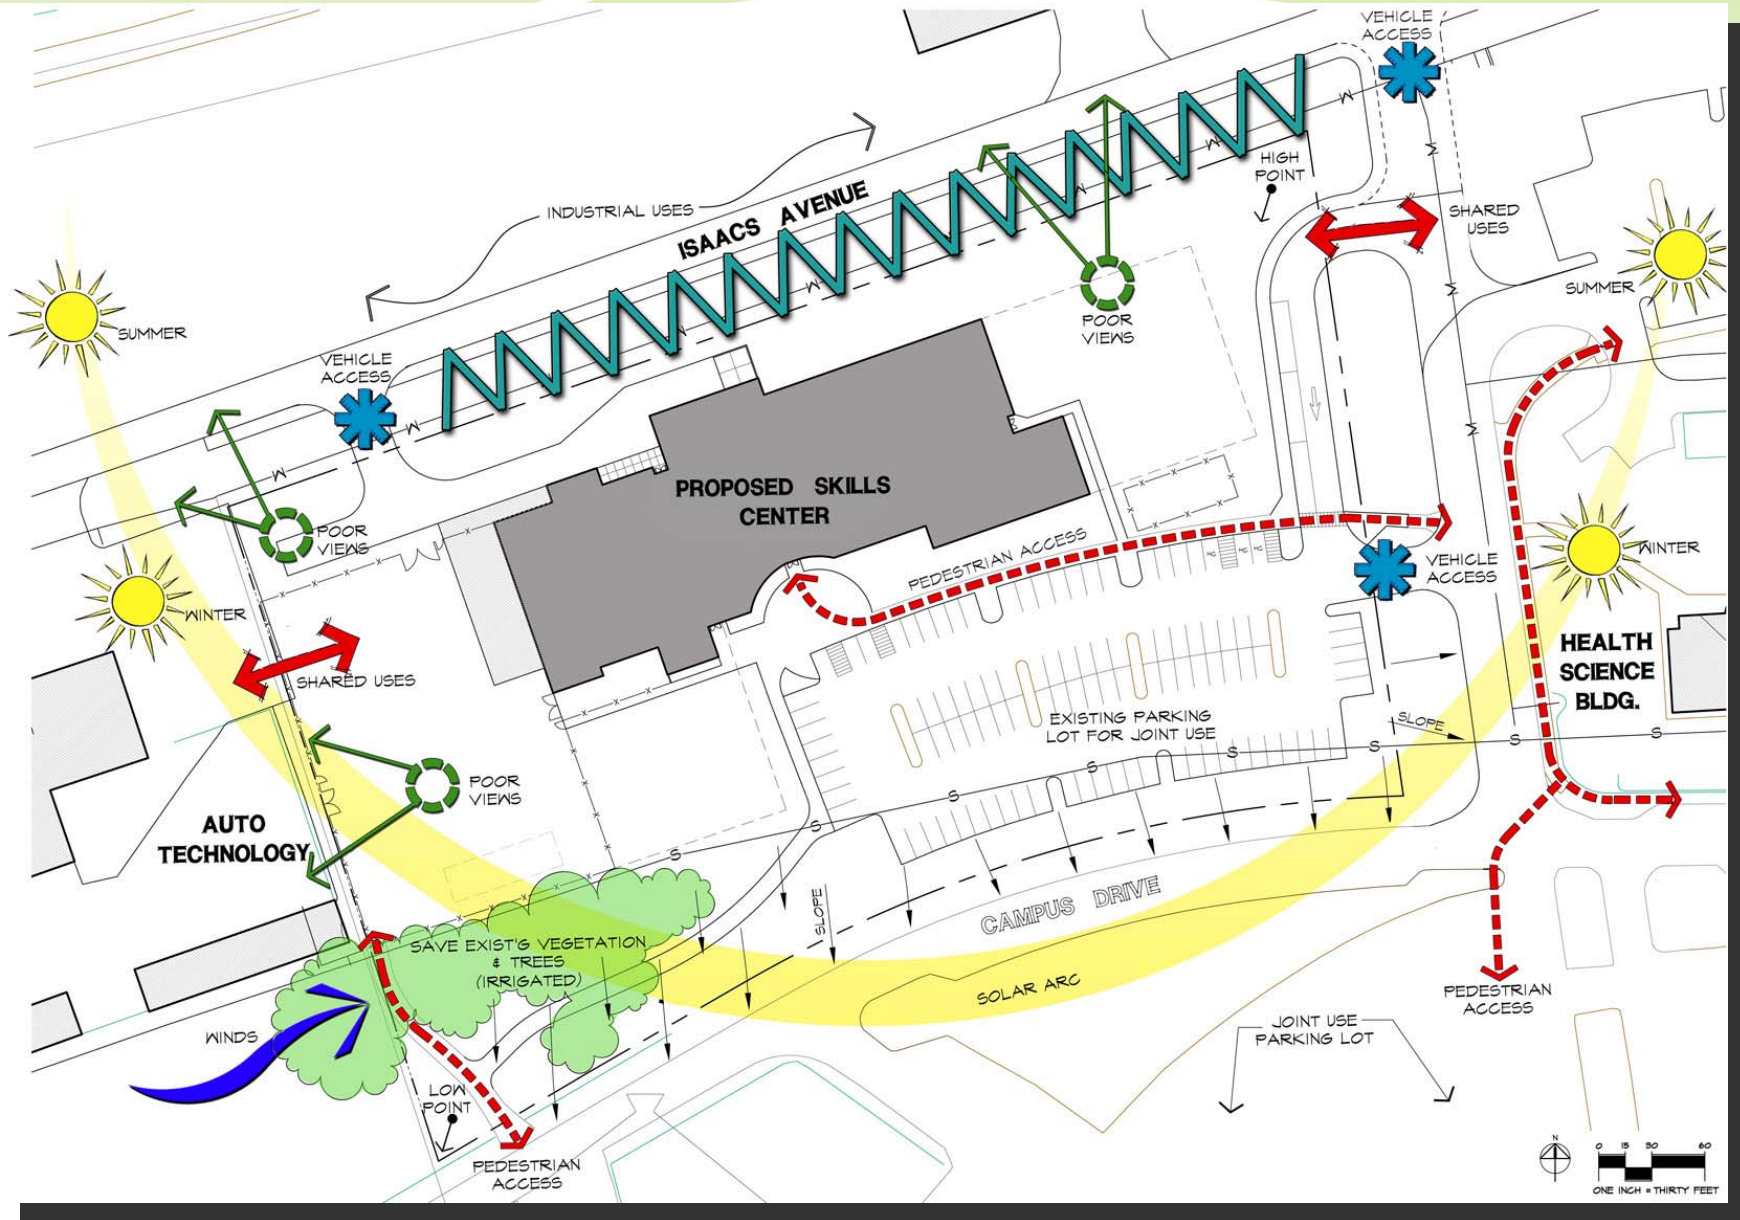 VEHICLE
ACCESS
HIGH
POINT
INDUSTRIAL USES
ISAACS AVENUE
SHARED
USES
SUMMER
SUMMER
POOR
VIEWS
VEHICLE
ACCESS
PROPOSED SKILLS
CENTER
POOR
VIEWS
PEDESTRIAN ACCESS
VEHICLE
ACCESS
WINTER
WINTER
SHARED USES
HEALTH
SCIENCE
BLDG.
EXISTING PARKING
LOT FOR JOINT USE
SLOPE
POOR
VIEWS
AUTO
TECHNOLOGY
SLOPE
CAMPUS DRIVE
SAVE EXIST'G VEGETATION
& TREES
(IRRIGATED)
SOLAR ARC
PEDESTRIAN
ACCESS
WINDS
JOINT USE
PARKING LOT
LOW
POINT
PEDESTRIAN
ACCESS
N
0 15 30 60
ONE INCH = THIRTY FEET